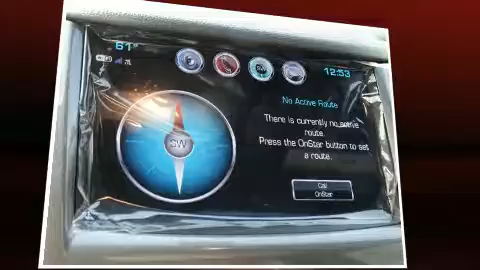 61°
12:53
No Active Route
There is currently no active
route.
Press the OnStar button to set
a route.
Call
OnStar
SW